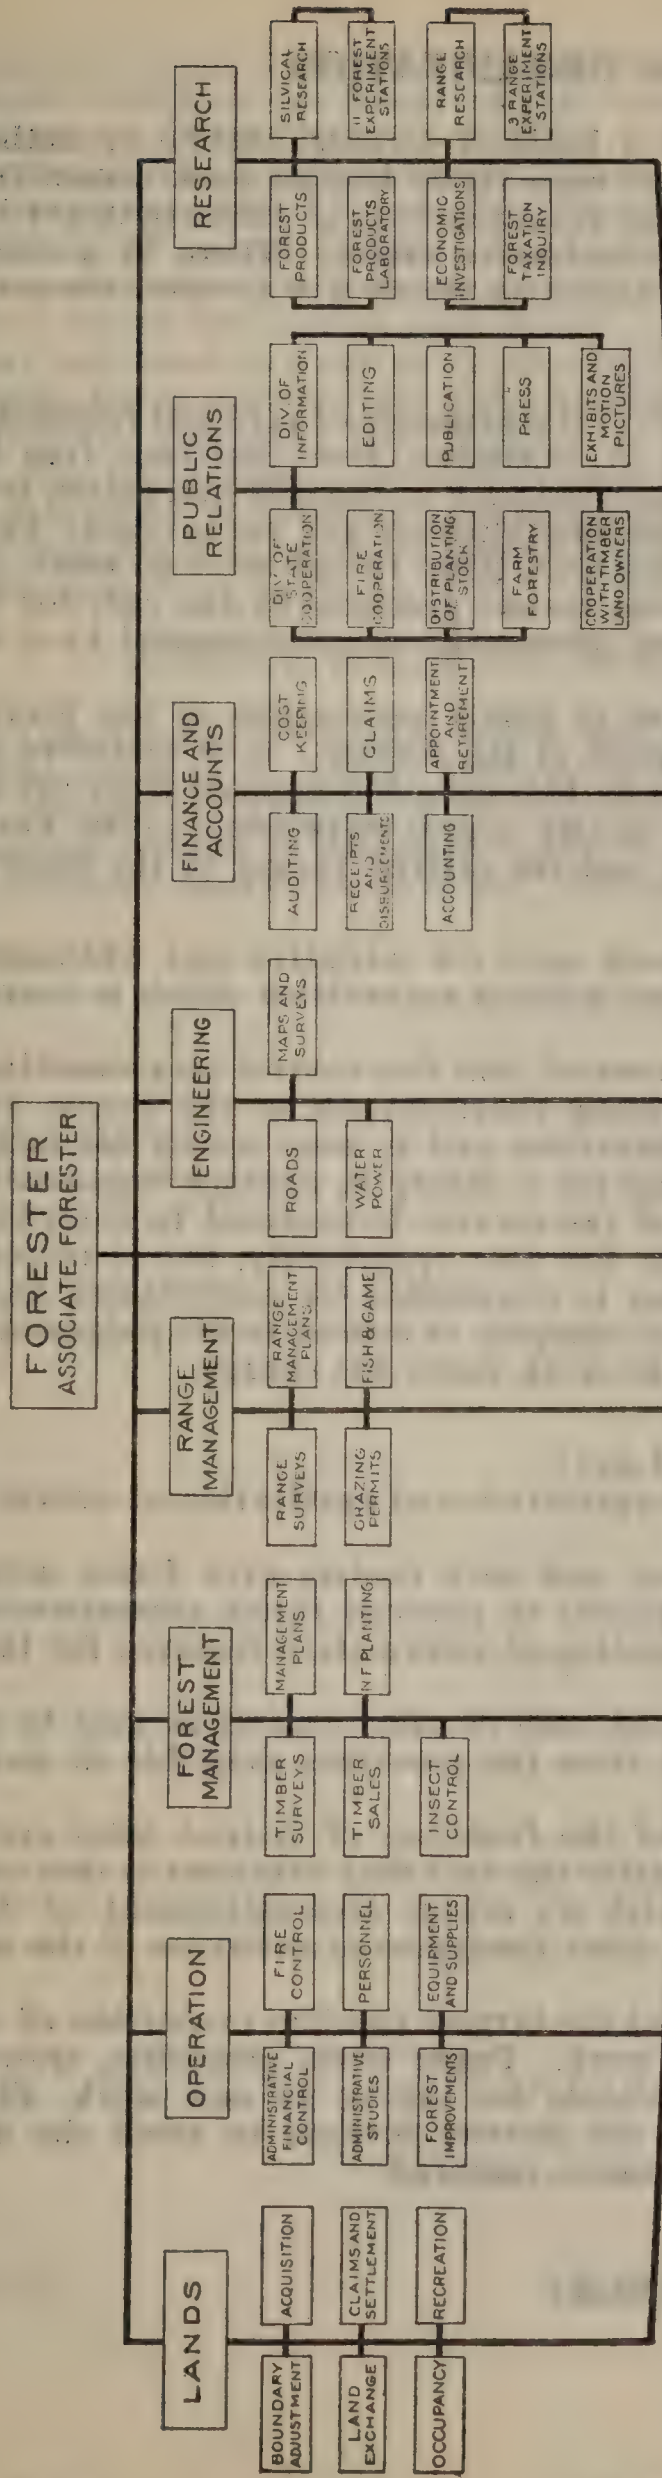 FORESTER
ASSOCIATE FORESTER
LANDS
BOUNDARY
ADJUSTMENT
ACQUISITION
LAND
EXCHANGE
CLAIMS AND
SETTLEMENT
OCCUPANCY
RECREATION
OPERATION
ADMINISTRATIVE
FINANCIAL
CONTROL
FIRE
CONTROL
ADMINISTRATIVE
STUDIES
PERSONNEL
FOREST
IMPROVEMENTS
EQUIPMENT
AND SUPPLIES
FOREST
MANAGEMENT
TIMBER
SURVEYS
MANAGEMENT
PLANS
TIMBER
SALES
N F PLANTING
INSECT
CONTROL
RANGE
MANAGEMENT
RANGE
SURVEYS
RANGE
MANAGEMENT
PLANS
GRAZING
PERMITS
FISH & GAME
ENGINEERING
ROADS
MAPS AND
SURVEYS
WATER
POWER
FINANCE AND
ACCOUNTS
AUDITING
COST
KEEPING
RECEIPTS
AND
DISBURSEMENTS
CLAIMS
ACCOUNTING
APPOINTMENT
AND
RETIREMENT
PUBLIC
RELATIONS
DIV. OF
STATE
COOPERATION
DIV. OF
INFORMATION
FIRE
COOPERATION
EDITING
DISTRIBUTION
OF PLANTING
STOCK
PUBLICATION
FARM
FORESTRY
PRESS
COOPERATION
WITH TIMBER
LAND OWNERS
EXHIBITS AND
MOTION
PICTURES
RESEARCH
FOREST
PRODUCTS
SILVICAL
RESEARCH
FOREST
PRODUCTS
LABORATORY
11 FOREST
EXPERIMENT
STATIONS
ECONOMIC
INVESTIGATIONS
RANGE
RESEARCH
FOREST
TAXATION
INQUIRY
3 RANGE
EXPERIMENT
STATIONS